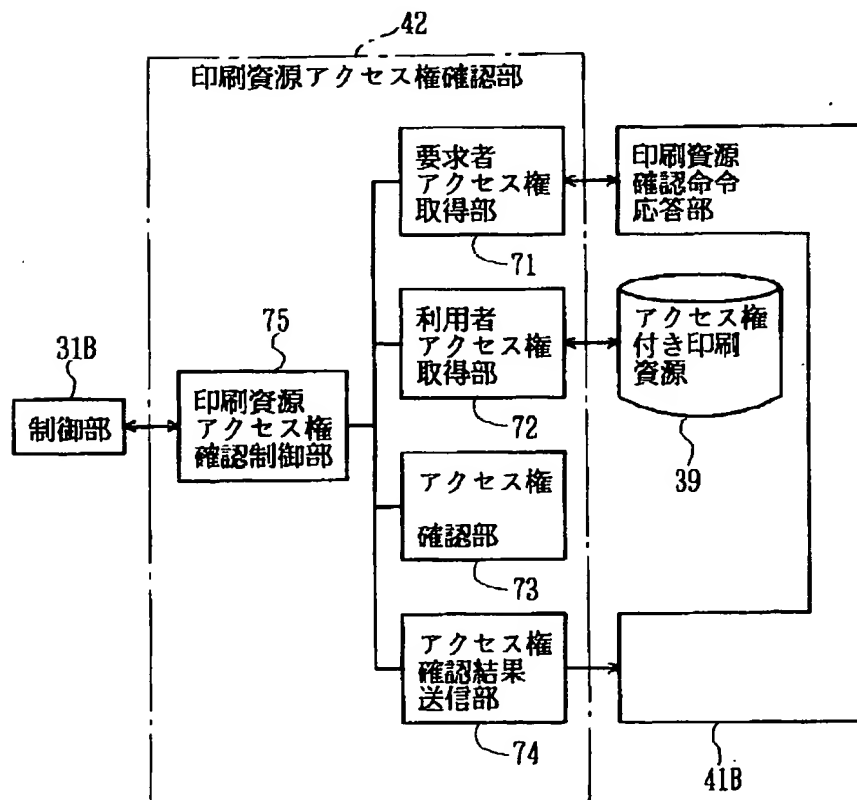 42
印刷資源アクセス権確認部
要求者
アクセス権
取得部
71
印刷資源
確認命令
応答部
75
利用者
アクセス権
取得部
72
アクセス権
付き印刷
資源
39
31B
制御部
印刷資源
アクセス権
確認制御部
アクセス権
確認部
73
アクセス権
確認結果
送信部
74
41B